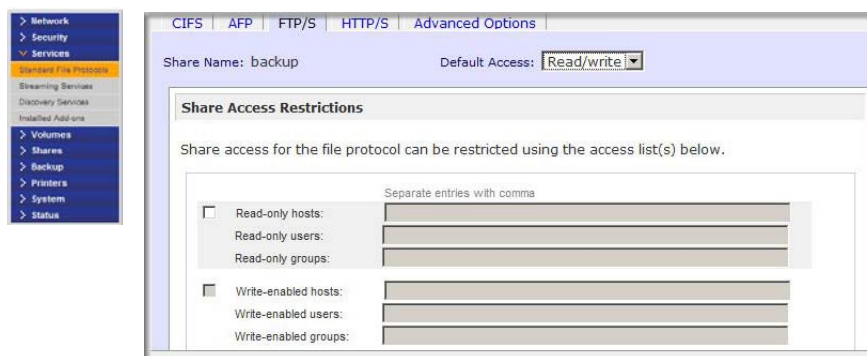 > Network
> Security
Services
Standard File Protocols
Streaming Services
Discovery Services
Installed Add-ons
> Volumes
> Shares
> Backup
> Printers
> System
> Status
CIFS | AFP | FTP/S | HTTP/S | Advanced Options
Share Name: backup Default Access: Read/write
Share Access Restrictions
Share access for the file protocol can be restricted using the access list(s) below.
Separate entries with comma
Read-only hosts:
Read-only users:
Read-only groups:
Write-enabled hosts:
Write-enabled users:
Write-enabled groups: